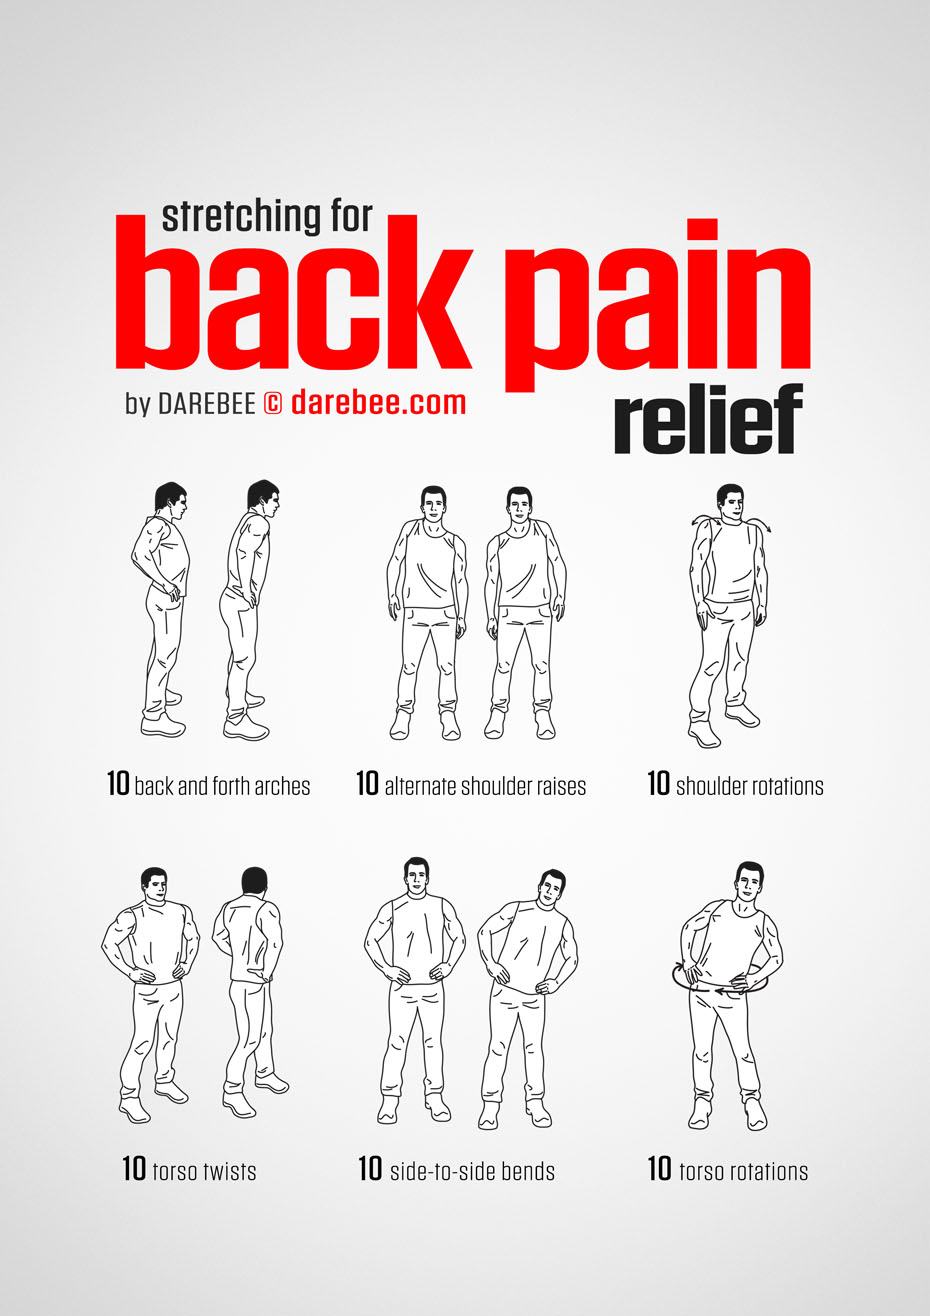 stretching for
back pain
by DAREBEE © darebee.com
relief
10 back and forth arches
10 alternate shoulder raises
10 shoulder rotations
10 torso twists
10 side-to-side bends
10 torso rotations